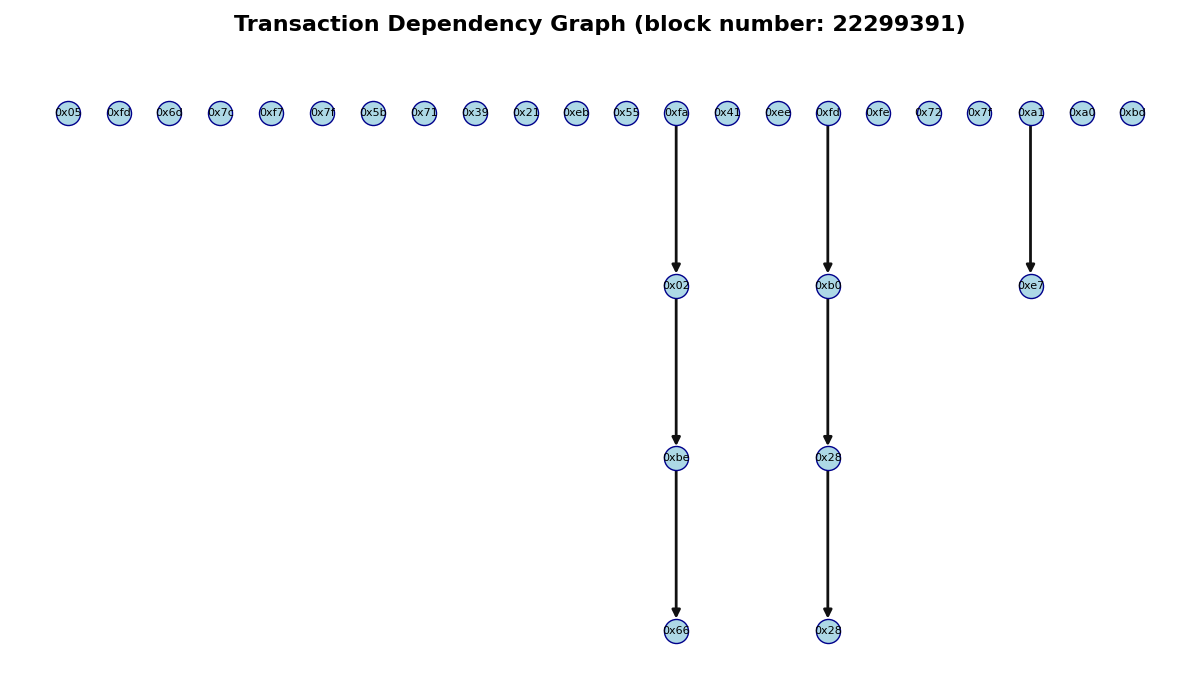 Transaction Dependency Graph (block number: 22299391)
0x05 0xfd 0x6d 0x7c 0xf7 0x7f 0x5b 0x71 0x39 0x21 0xeb 0x55 0xfa 0x41 0xee 0xfd 0xfe 0x72 0x7f 0xa1 0xa0 0xbd
0x02 0xb0 0xe7
0xbe 0x28
0x66 0x28